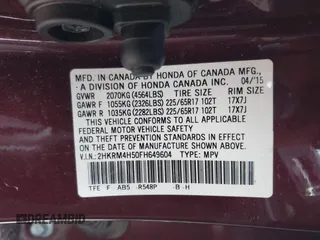 MFD. IN CANADA BY HONDA OF CANADA MFG.,
A DIVISION OF HONDA CANADA INC. 04/15
GVWR 2070KG (4564LBS) TIRE SIZE RIM SIZE
GAWR F 1055KG (2326LBS) 225/65R17 102T 17X7J
GAWR R 1035KG (2282LBS) 225/65R17 102T 17X7J
THIS VEHICLE CONFORMS TO ALL APPLICABLE
FEDERAL MOTOR VEHICLE SAFETY AND
THEFT PREVENTION STANDARDS IN EFFECT ON
THE DATE OF MANUFACTURE SHOWN ABOVE.
V.I.N.: 2HKRM4H50FH649604 TYPE: MPV
TFE F AB5 R548P B H
DREAMBID